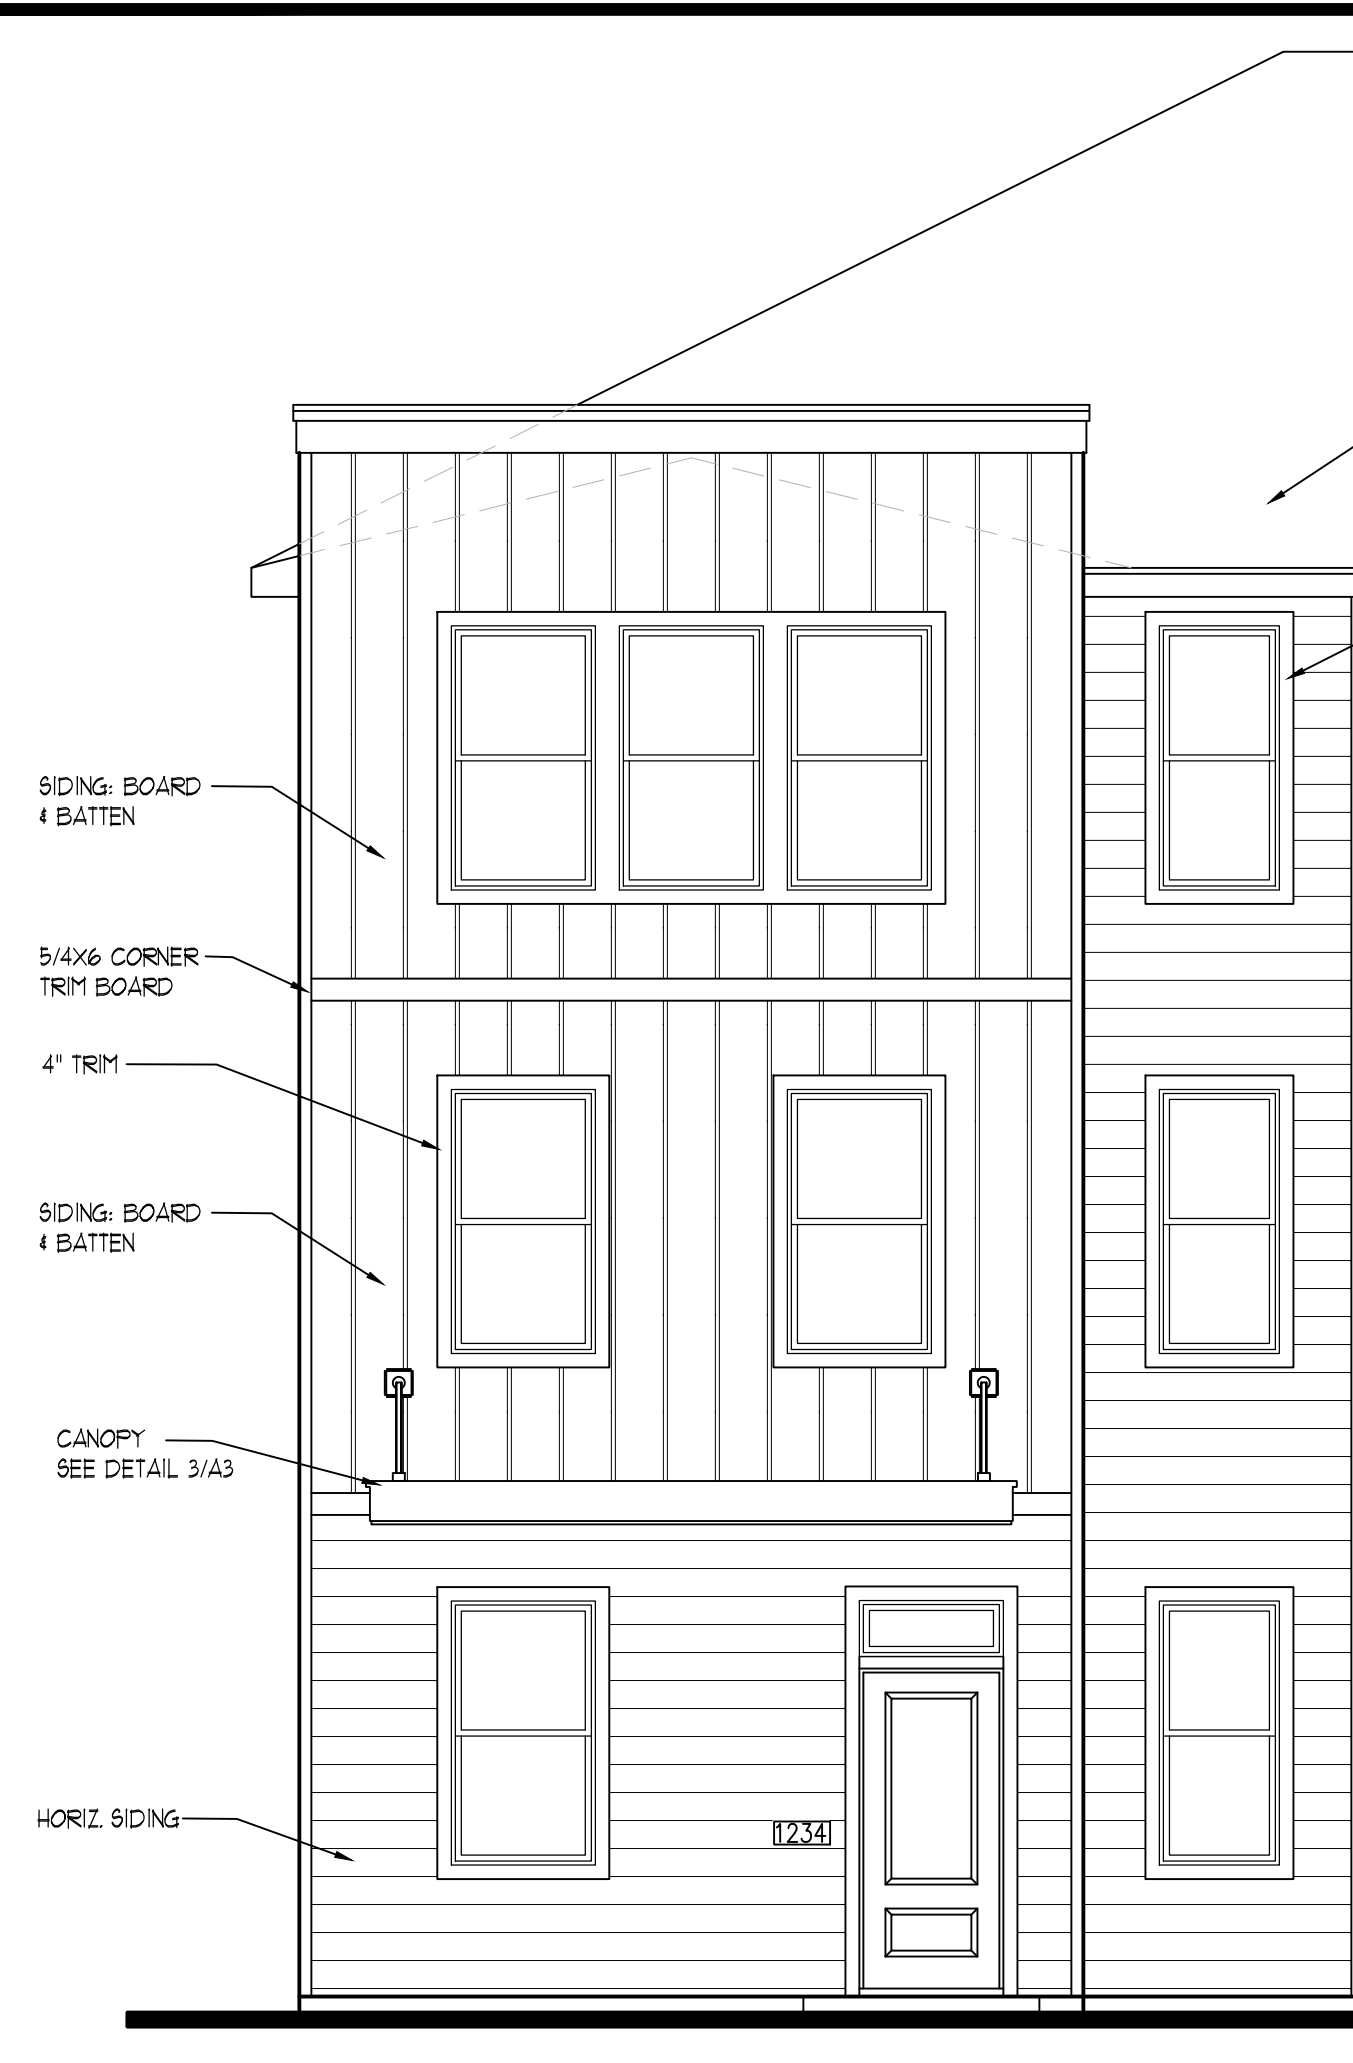 SIDING: BOARD
& BATTEN
5/4X6 CORNER
TRIM BOARD
4" TRIM
SIDING: BOARD
& BATTEN
CANOPY
SEE DETAIL 3/A3
HORIZ. SIDING
1234